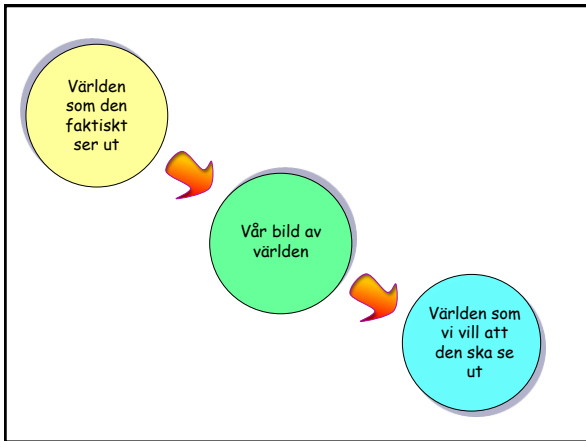 Världen
som den
faktiskt
ser ut
Vår bild av
världen
Världen som
vi vill att
den ska se
ut